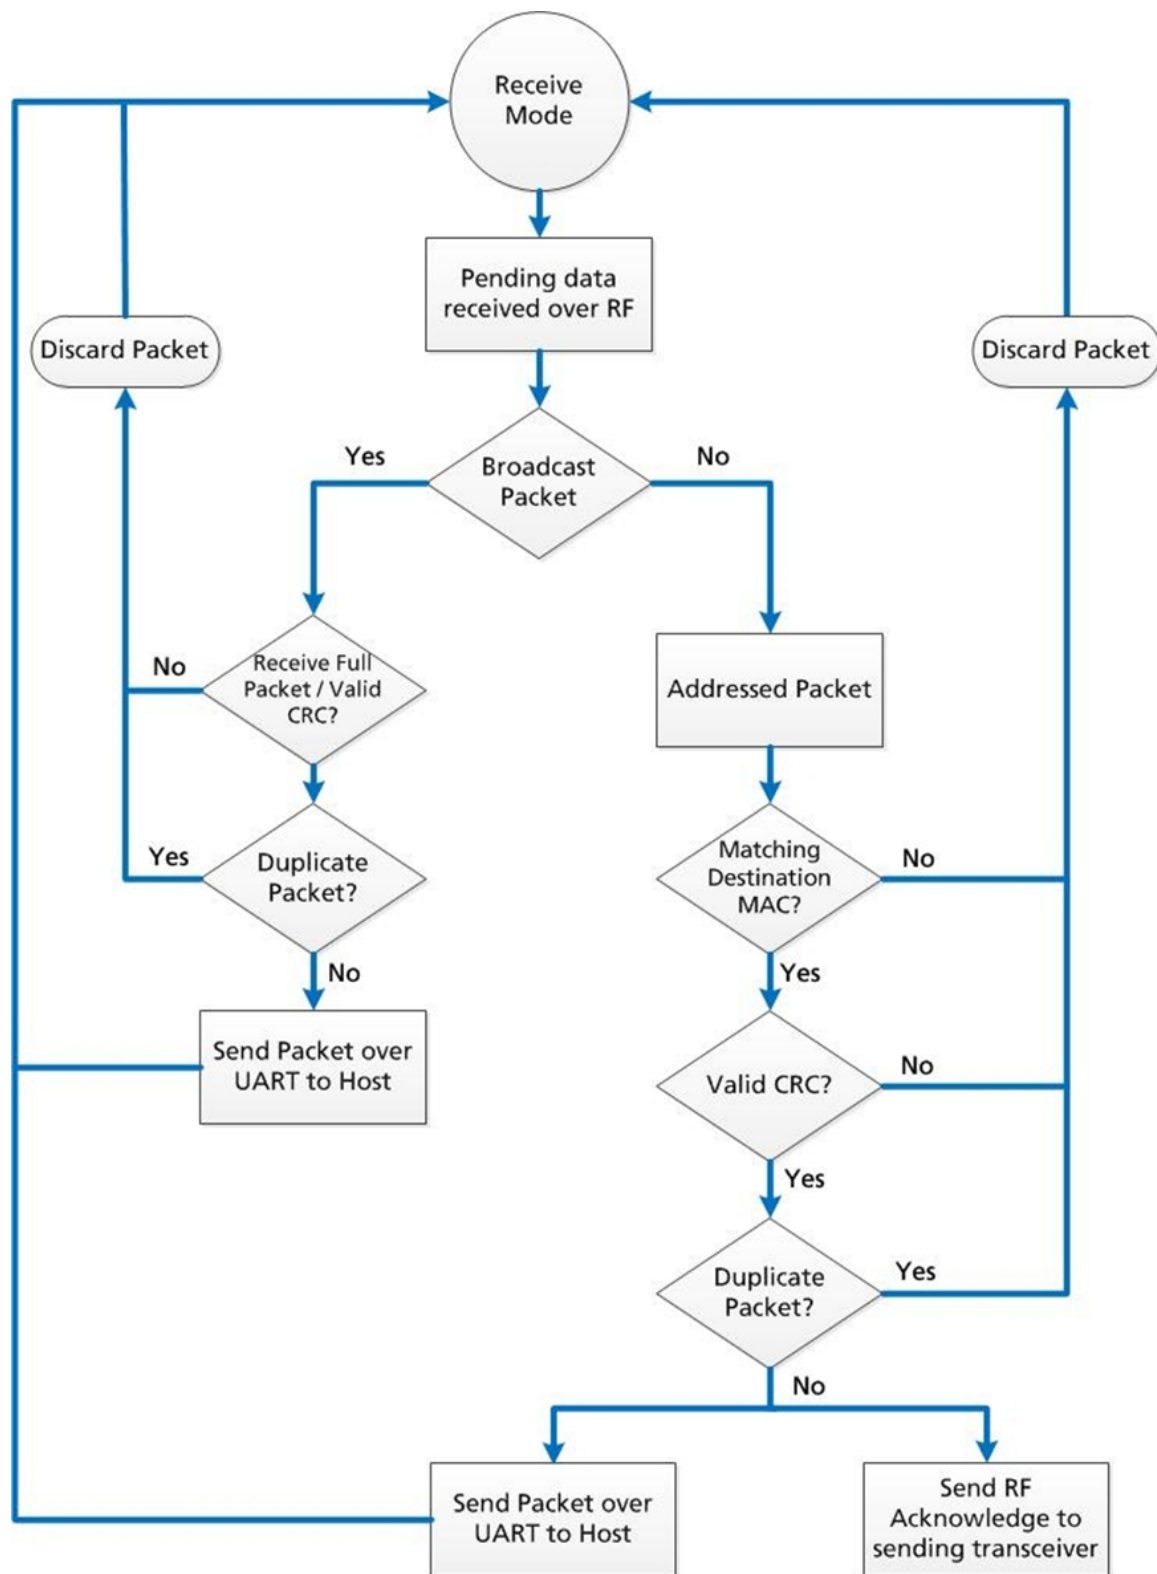 Receive
Mode
Pending data
received over RF
Discard Packet
Discard Packet
Yes
Broadcast
Packet
No
No
Receive Full
Packet / Valid
CRC?
Addressed Packet
Yes
Duplicate
Packet?
Matching
Destination
MAC?
No
No
Yes
Send Packet over
UART to Host
Valid CRC?
No
Yes
Duplicate
Packet?
Yes
No
Send Packet over
UART to Host
Send RF
Acknowledge to
sending transceiver